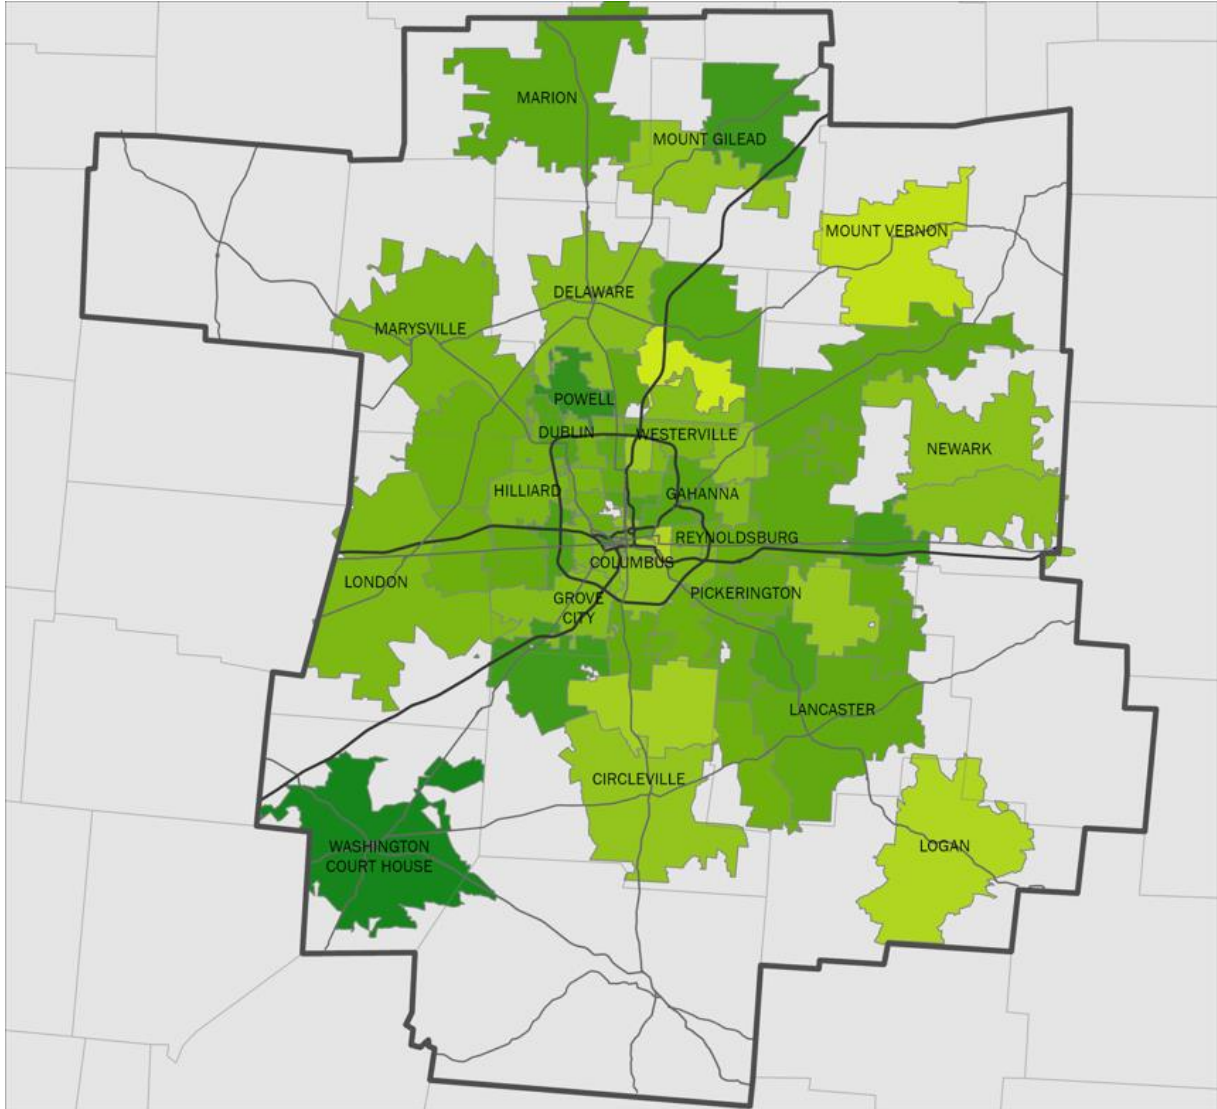 MARION
MOUNT GILEAD
MOUNT VERNON
DELAWARE
MARYSVILLE
POWELL
DUBLIN
WESTERVILLE
NEWARK
HILLIARD
GAHANNA
REYNOLDSBURG
COLUMBUS
LONDON
PICKERINGTON
GROVE
CITY
LANCASTER
CIRCLEVILLE
WASHINGTON
COURT HOUSE
LOGAN